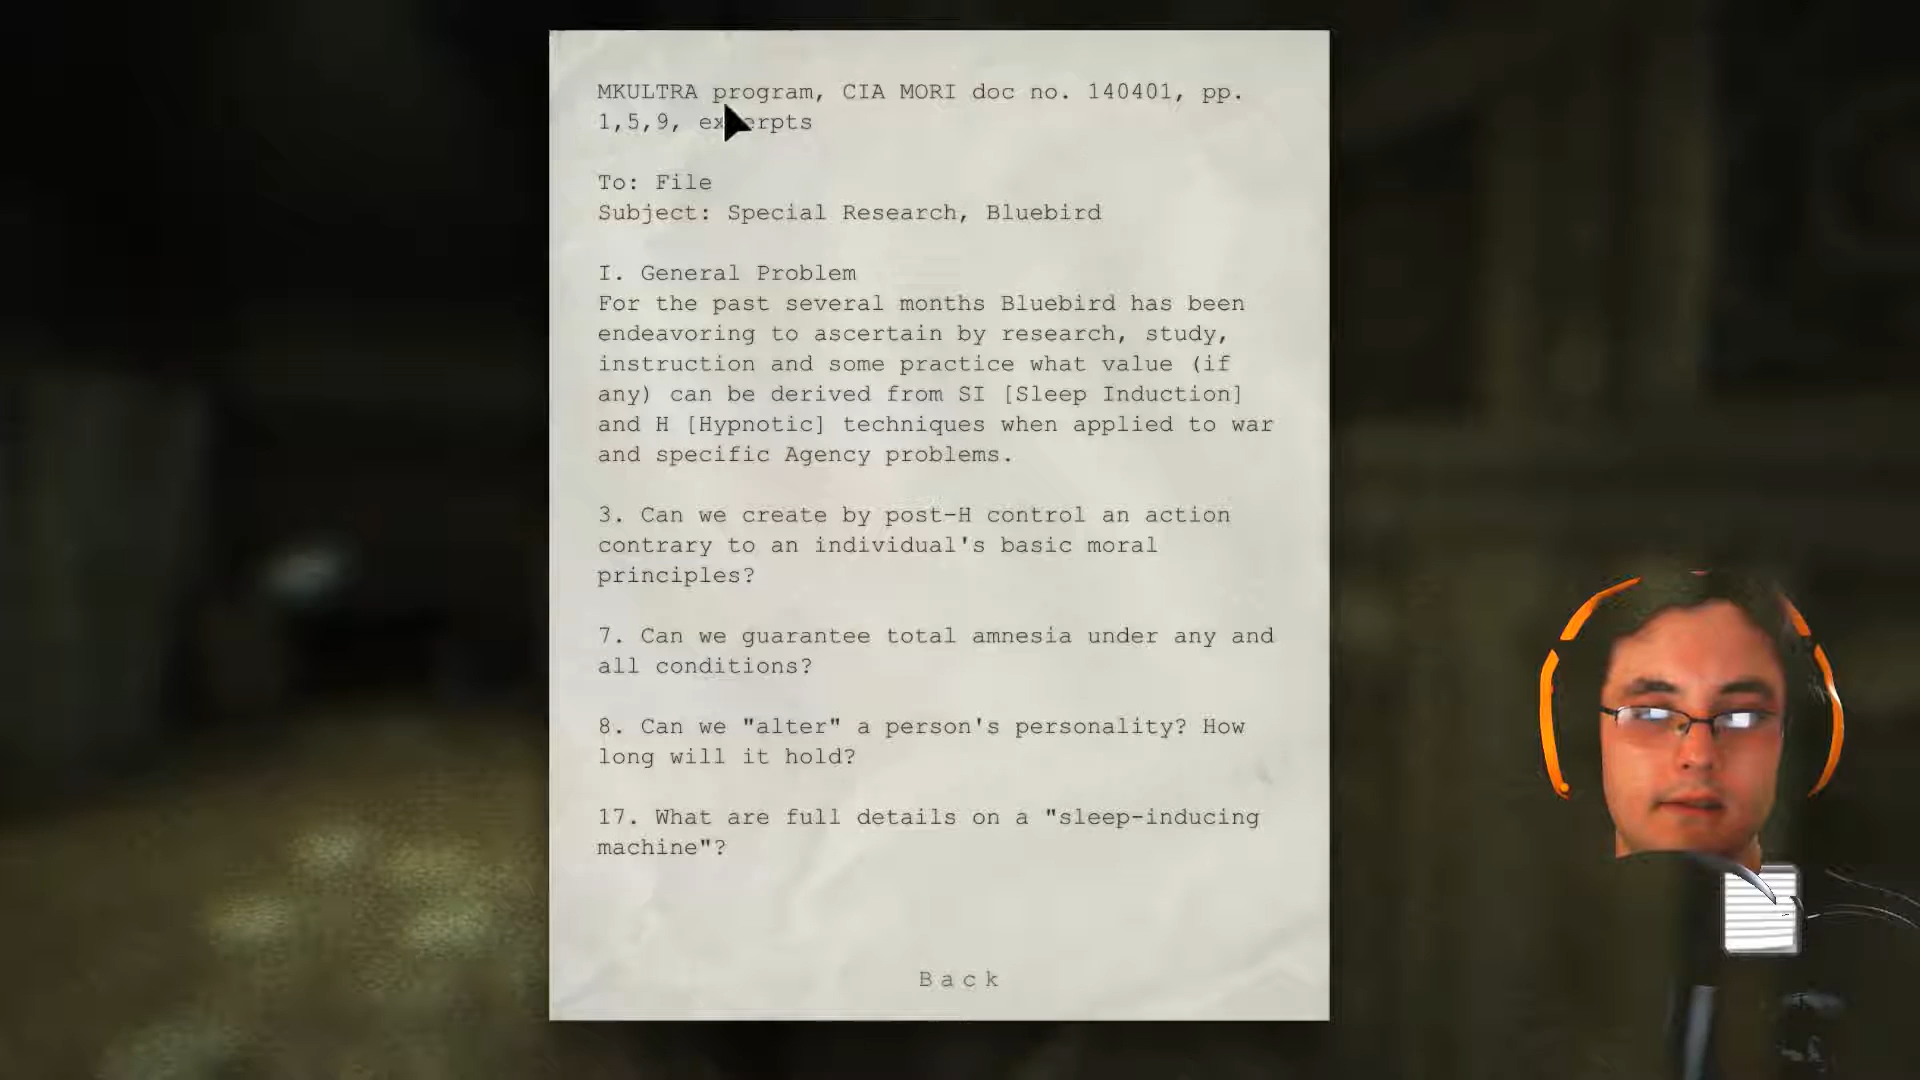 MKULTRA program, CIA MORI doc no. 140401, pp.
1,5,9, excerpts
To: File
Subject: Special Research, Bluebird
I. General Problem
For the past several months Bluebird has been
endeavoring to ascertain by research, study,
instruction and some practice what value (if
any) can be derived from SI [Sleep Induction]
and H [Hypnotic] techniques when applied to war
and specific Agency problems.
3. Can we create by post-H control an action
contrary to an individual's basic moral
principles?
7. Can we guarantee total amnesia under any and
all conditions?
8. Can we "alter" a person's personality? How
long will it hold?
17. What are full details on a "sleep-inducing
machine"?
Back